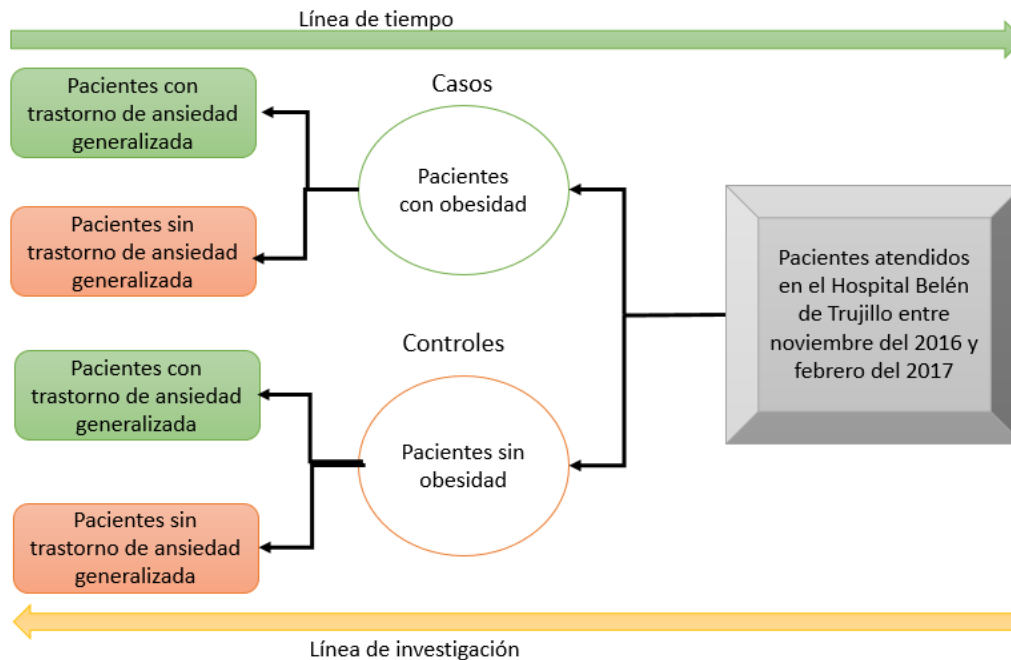 Línea de tiempo
Pacientes con
trastorno de ansiedad
generalizada
Casos
Pacientes
con obesidad
Pacientes sin
trastorno de ansiedad
generalizada
Pacientes atendidos
en el Hospital Belén
de Trujillo entre
noviembre del 2016 y
febrero del 2017
Controles
Pacientes con
trastorno de ansiedad
generalizada
Pacientes sin
obesidad
Pacientes sin
trastorno de ansiedad
generalizada
Línea de investigación